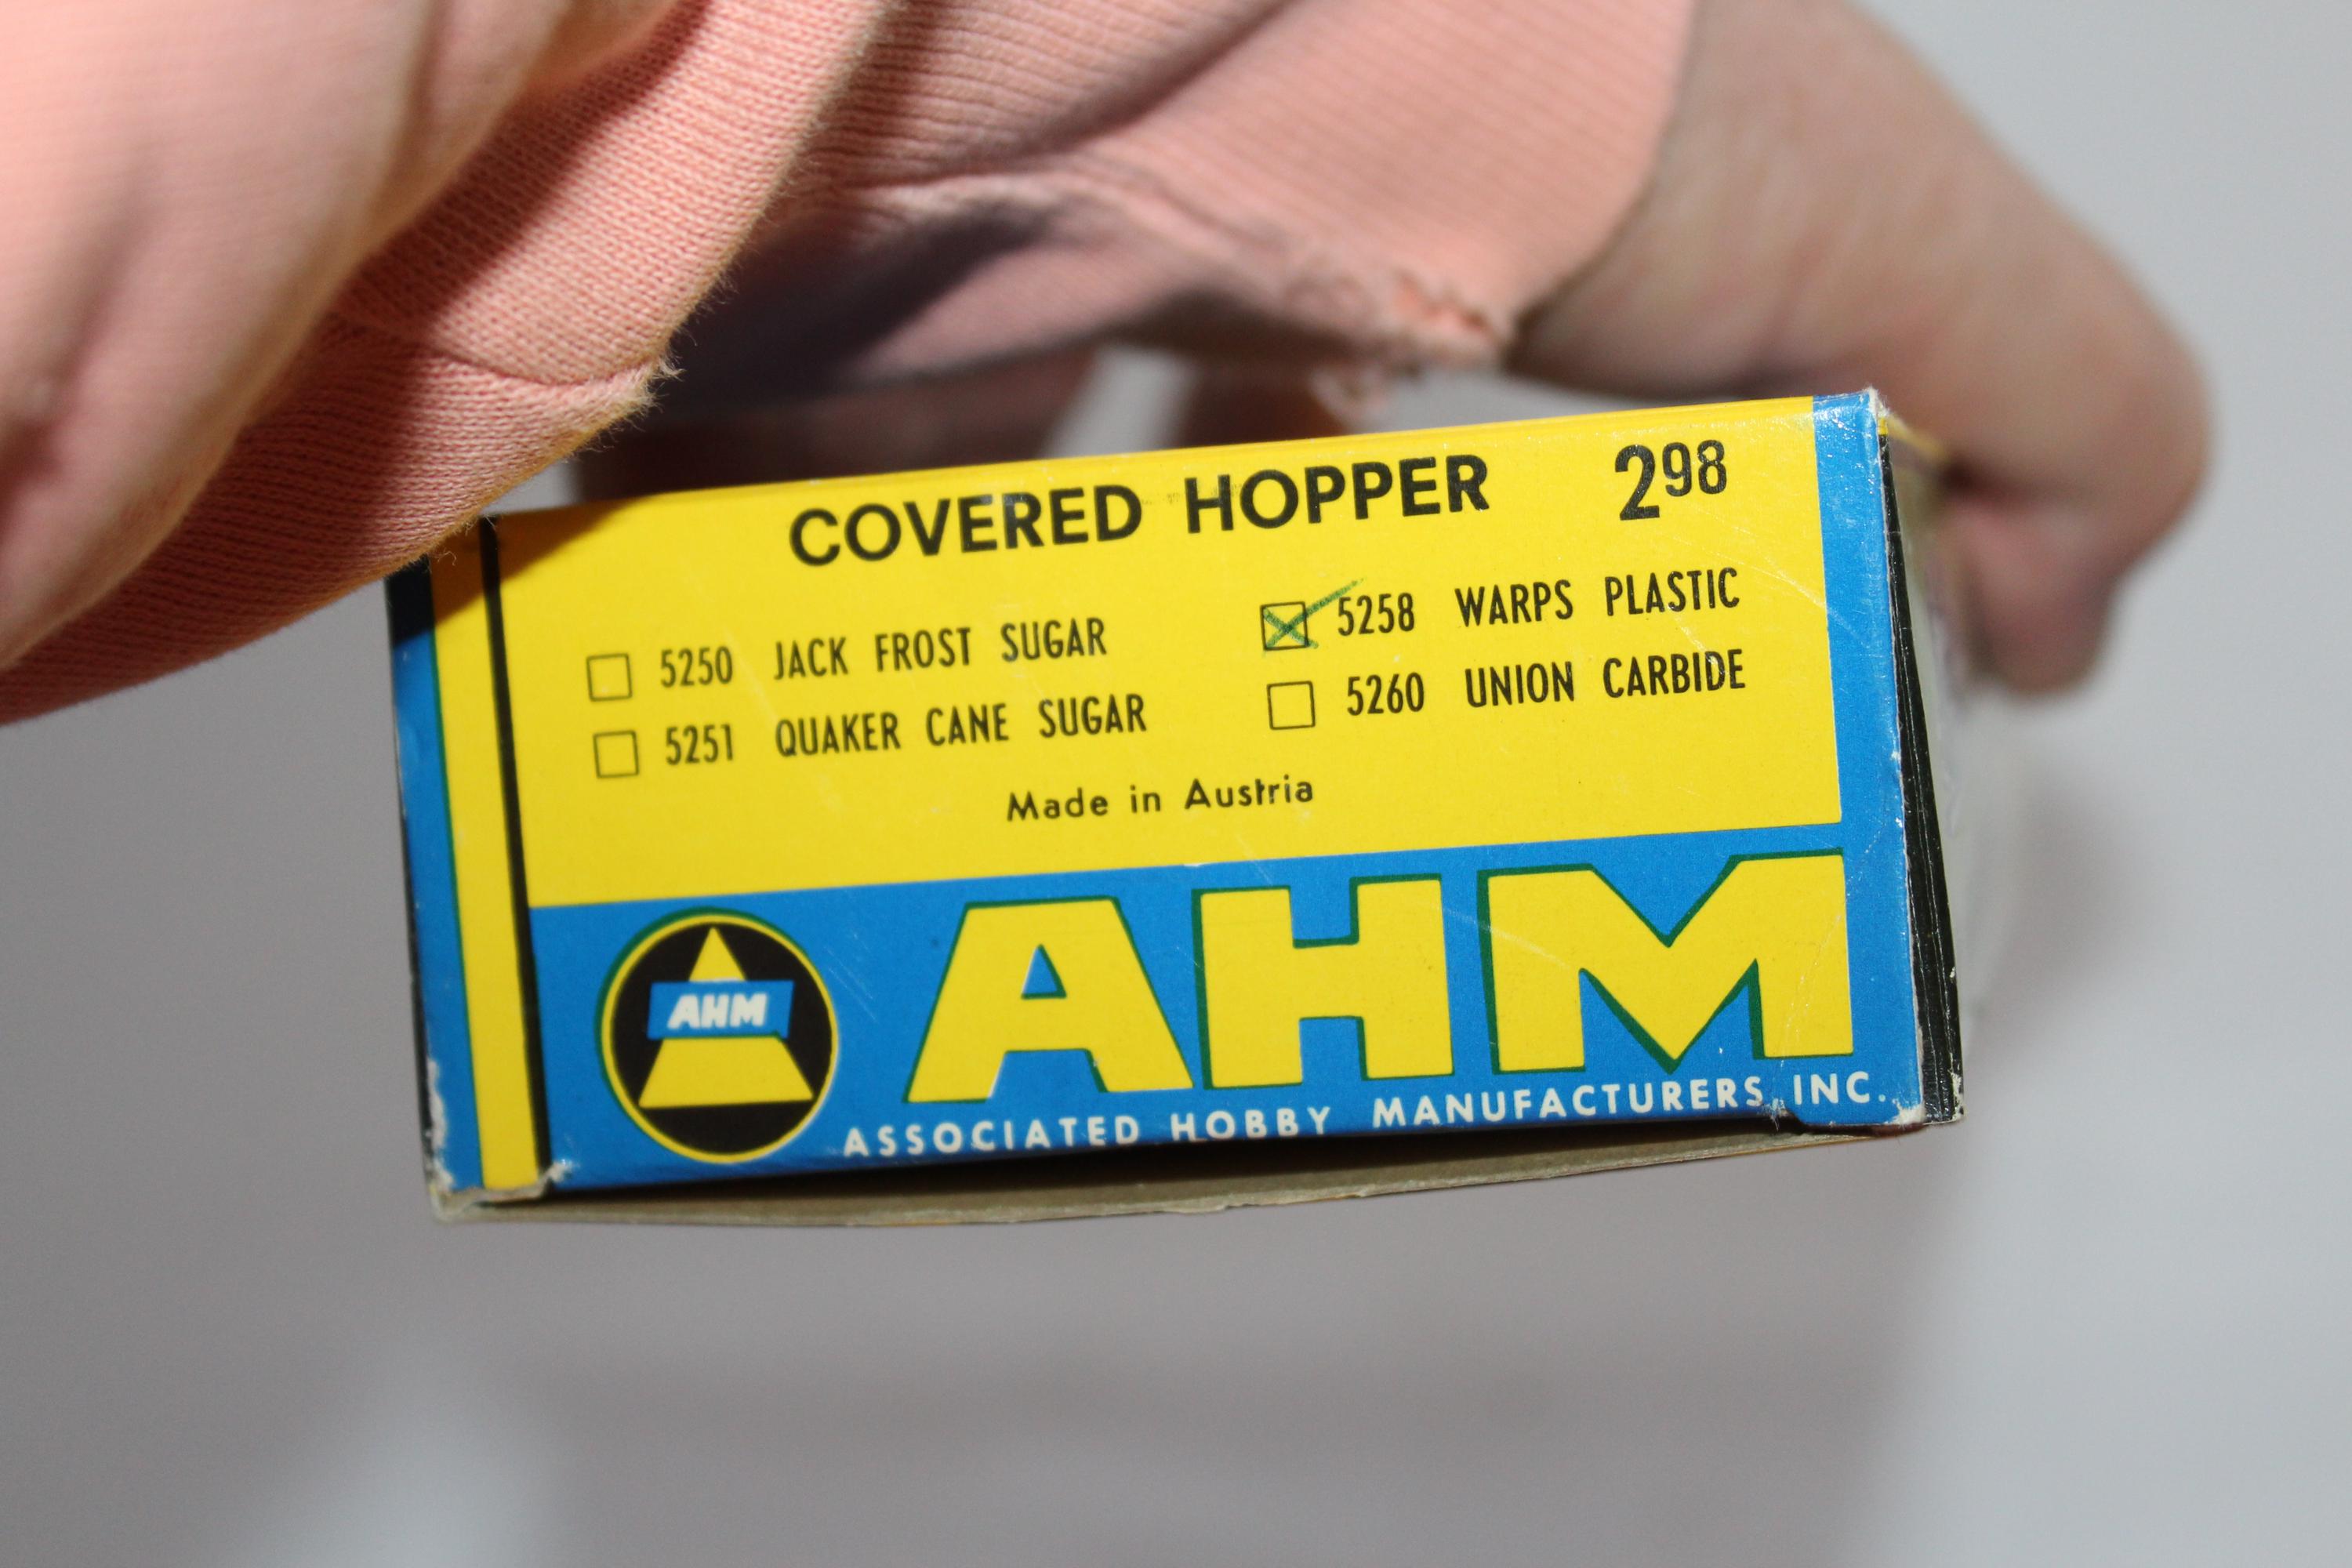 COVERED HOPPER 2 98
5250 JACK FROST SUGAR
5251 QUAKER CANE SUGAR
5258 WARPS PLASTIC
5260 UNION CARBIDE
Made in Austria
AHM
AHM
ASSOCIATED HOBBY MANUFACTURERS, INC.